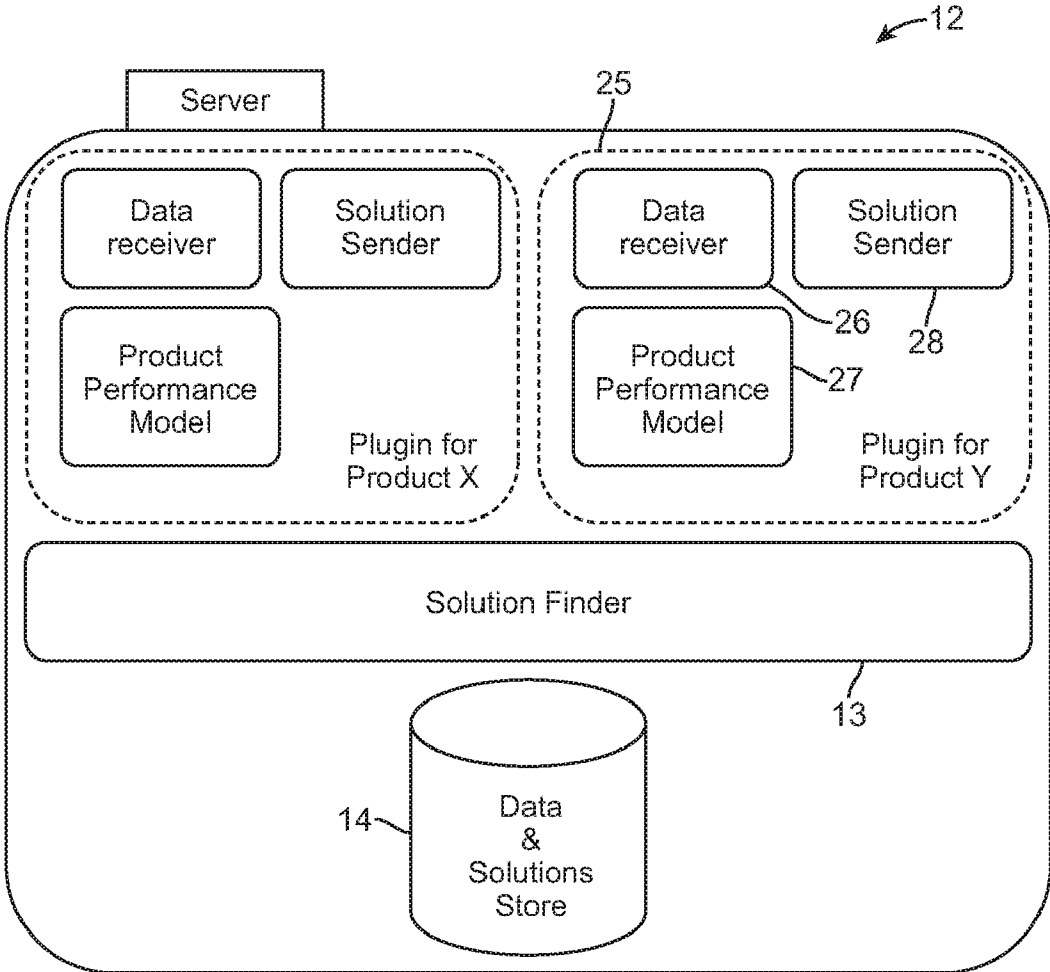 12
Server
25
Data
receiver
Solution
Sender
Data
receiver
Solution
Sender
26
28
Product
Performance
Model
Product
Performance
Model
27
Plugin for
Product X
Plugin for
Product Y
Solution Finder
13
14
Data
&
Solutions
Store